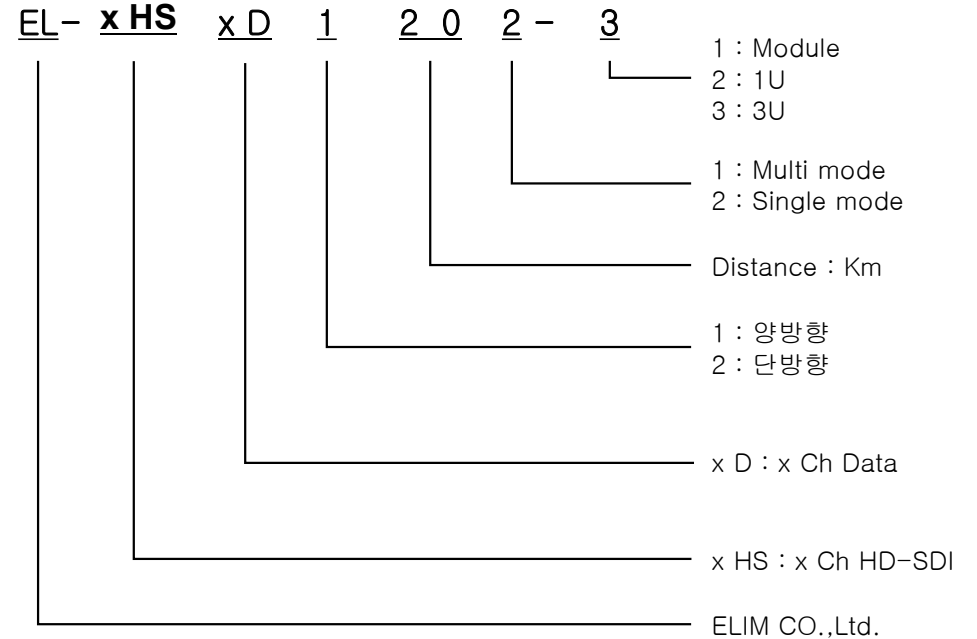 EL- x HS x D 1 2 0 2 - 3
1 : Module
2 : 1U
3 : 3U
1 : Multi mode
2 : Single mode
Distance : Km
1 : 양방향
2 : 단방향
x D : x Ch Data
x HS : x Ch HD-SDI
ELIM CO.,Ltd.